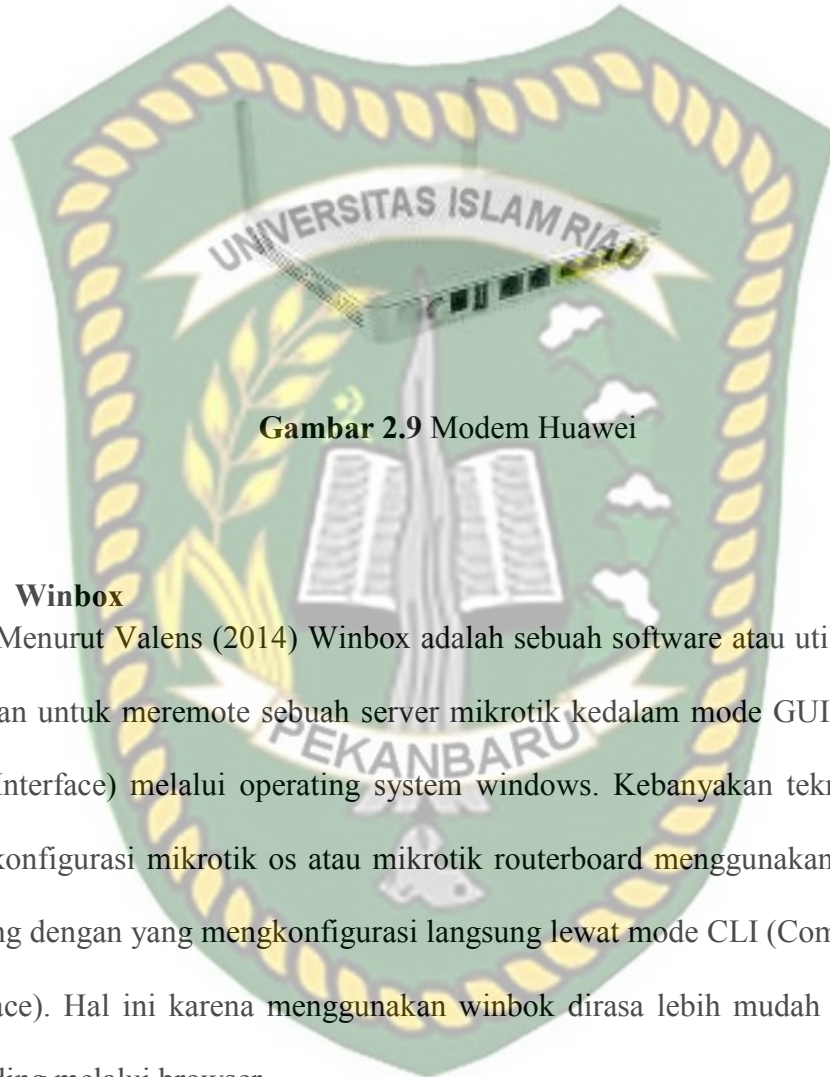 UNIVERSITAS ISLAM RIAU
Gambar 2.9 Modem Huawei
Winbox
Menurut Valens (2014) Winbox adalah sebuah software atau uti
an untuk meremote sebuah server mikrotik kedalam mode GUI
Interface) melalui operating system windows. Kebanyakan tekn
konfigurasi mikrotik os atau mikrotik routerboard menggunakan
ng dengan yang mengkonfigurasi langsung lewat mode CLI (Com
ace). Hal ini karena menggunakan winbok dirasa lebih mudah
ding melalui browser.
PEKANBARU